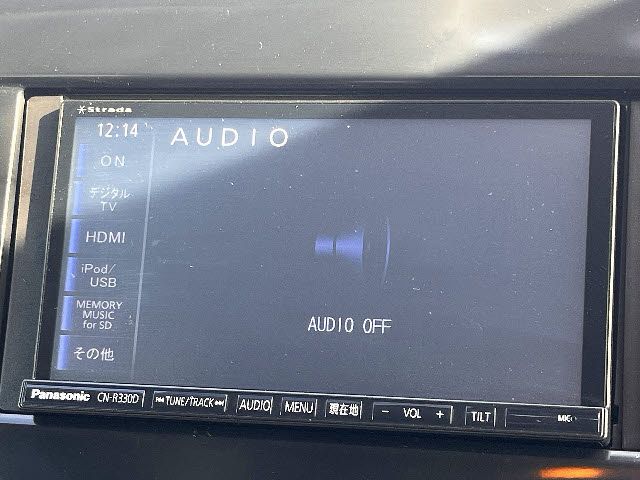 Strada
12:14
AUDIO
ON
デジタル
TV
HDMI
iPod/
USB
MEMORY
MUSIC
for SD
その他
AUDIO OFF
Panasonic CN-R330D TUNE/TRACK AUDIO MENU 現在地 - VOL + TILT MIC